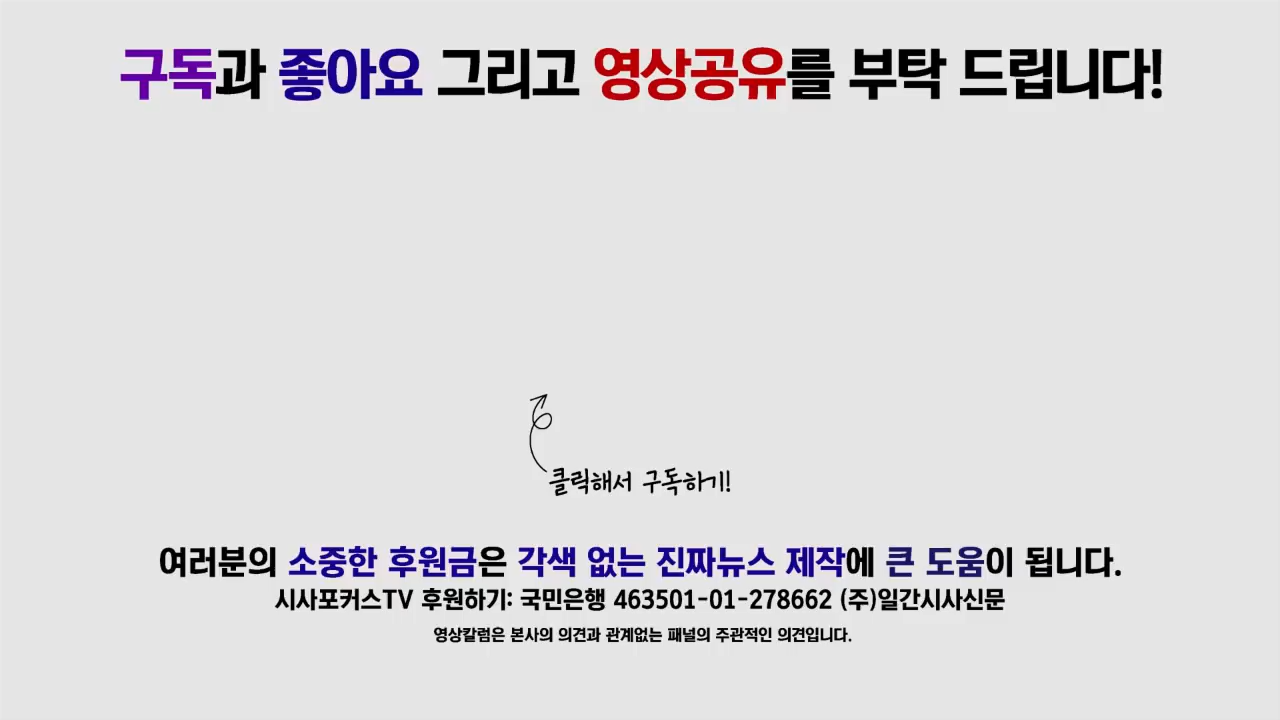 구독과 좋아요 그리고 영상공유를 부탁 드립니다!
클릭해서 구독하기!
여러분의 소중한 후원금은 각색 없는 진짜뉴스 제작에 큰 도움이 됩니다.
시사포커스TV 후원하기: 국민은행 463501-01-278662 (주)일간시사신문
영상칼럼은 본사의 의견과 관계없는 패널의 주관적인 의견입니다.